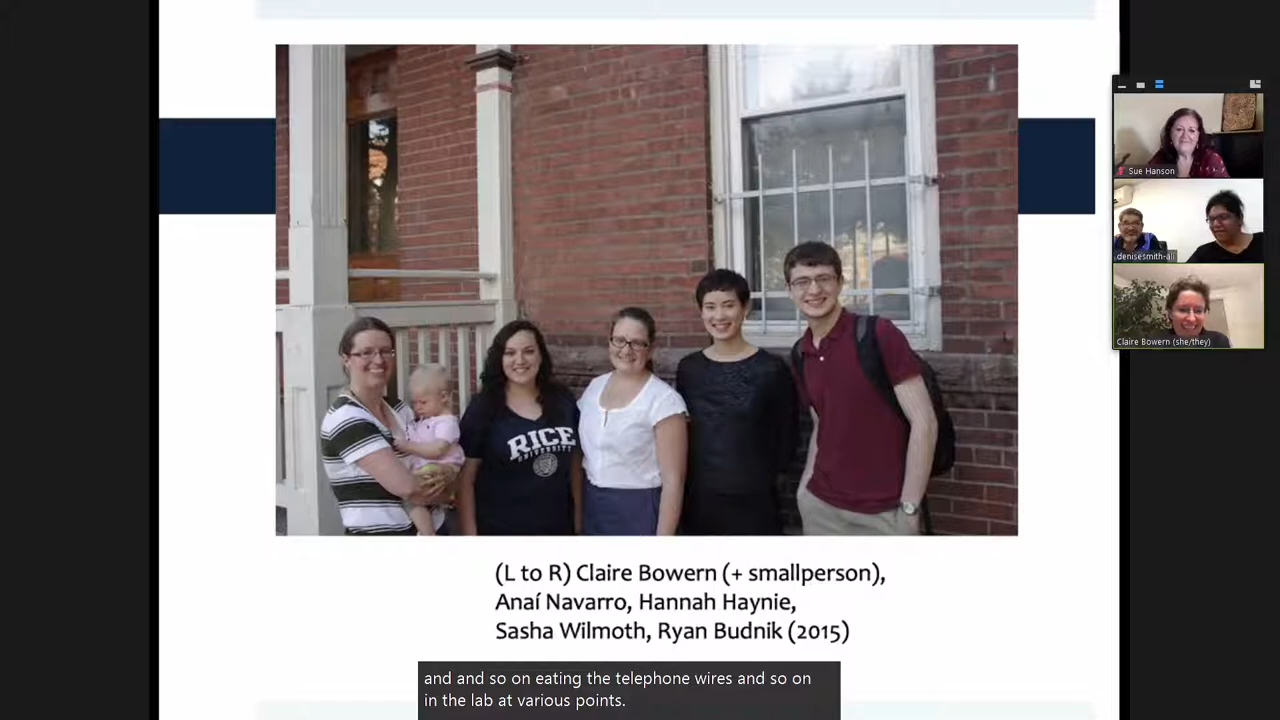 RICE
UNIVERSITY
Sue Hanson
denisesmith-ali
Claire Bowern (she/they)
(L to R) Claire Bowern (+ smallperson),
Anaí Navarro, Hannah Haynie,
Sasha Wilmoth, Ryan Budnik (2015)
and and so on eating the telephone wires and so on
in the lab at various points.